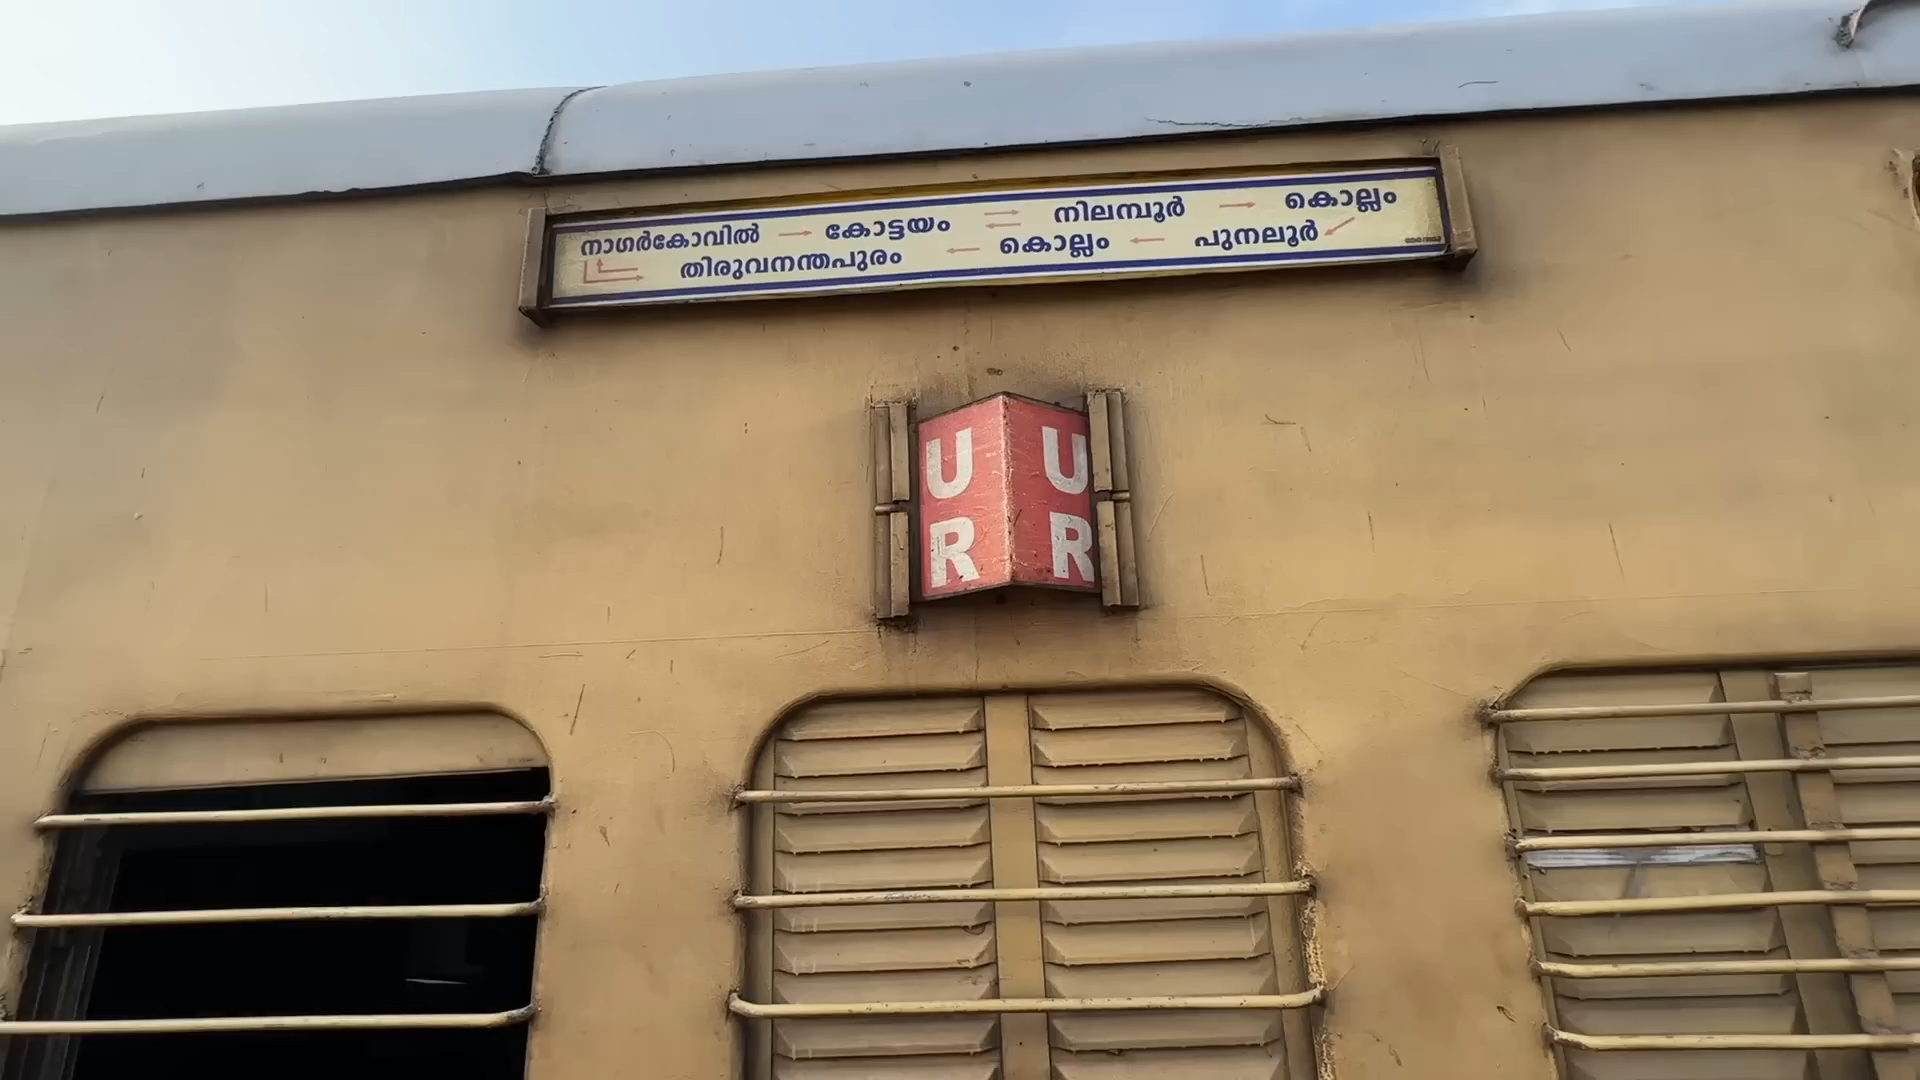 നാഗർകോവിൽ → കോട്ടയം ⇄ നിലമ്പൂർ → കൊല്ലം
തിരുവനന്തപുരം ← കൊല്ലം ← പുനലൂർ
U U
R R